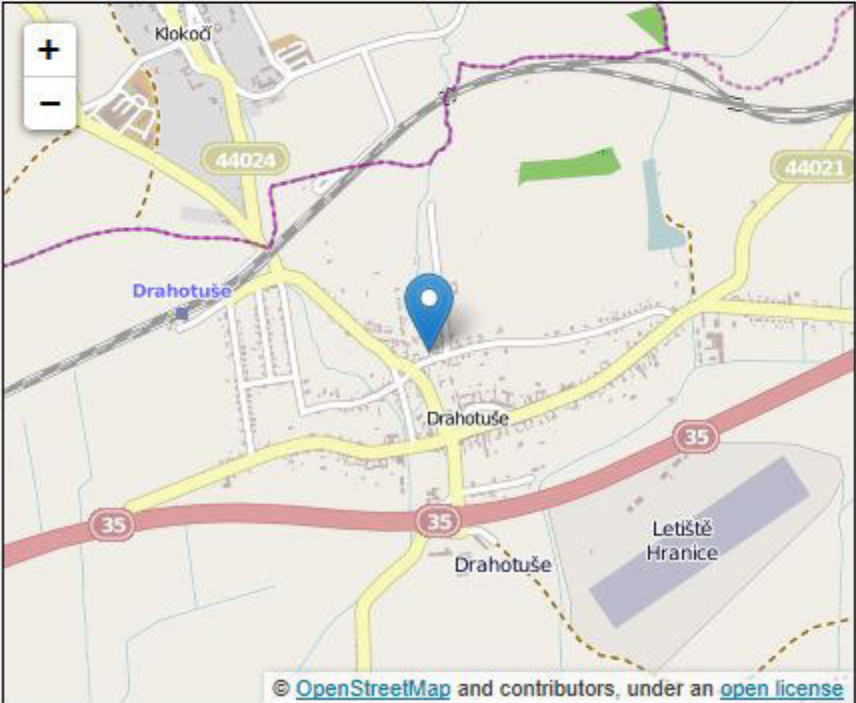 Klokočí
+
−
44024
44021
Drahotuše
Drahotuše
35
35
35
Letiště
Hranice
Drahotuše
© OpenStreetMap and contributors, under an open license